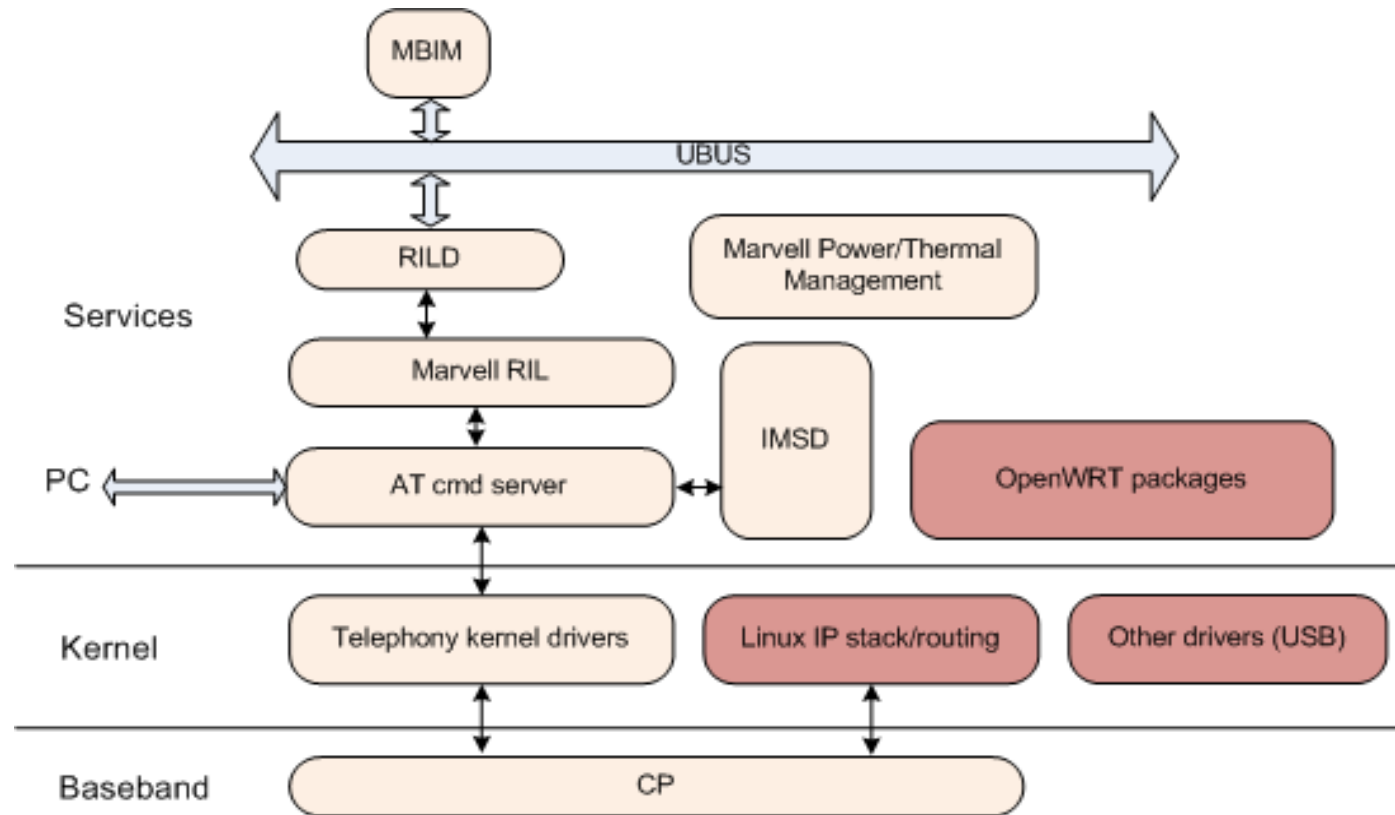 MBIM
UBUS
RILD
Marvell Power/Thermal
Management
Services
Marvell RIL
IMSD
PC
AT cmd server
OpenWRT packages
Kernel
Telephony kernel drivers
Linux IP stack/routing
Other drivers (USB)
Baseband
CP